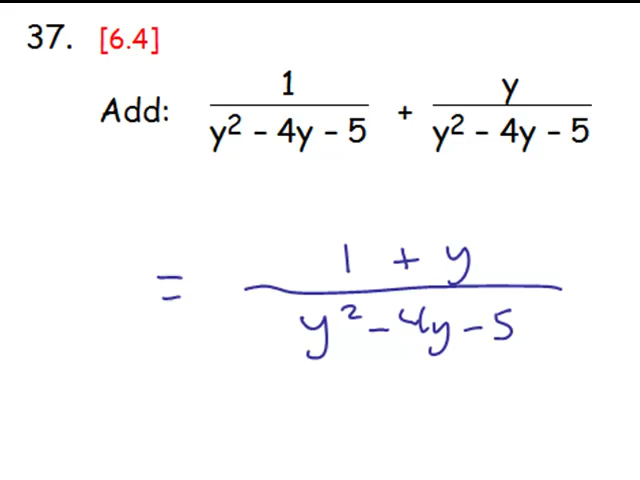 37. [6.4]
Add: 1/(y² - 4y - 5) + y/(y² - 4y - 5)
= (1 + y)/(y² - 4y - 5)